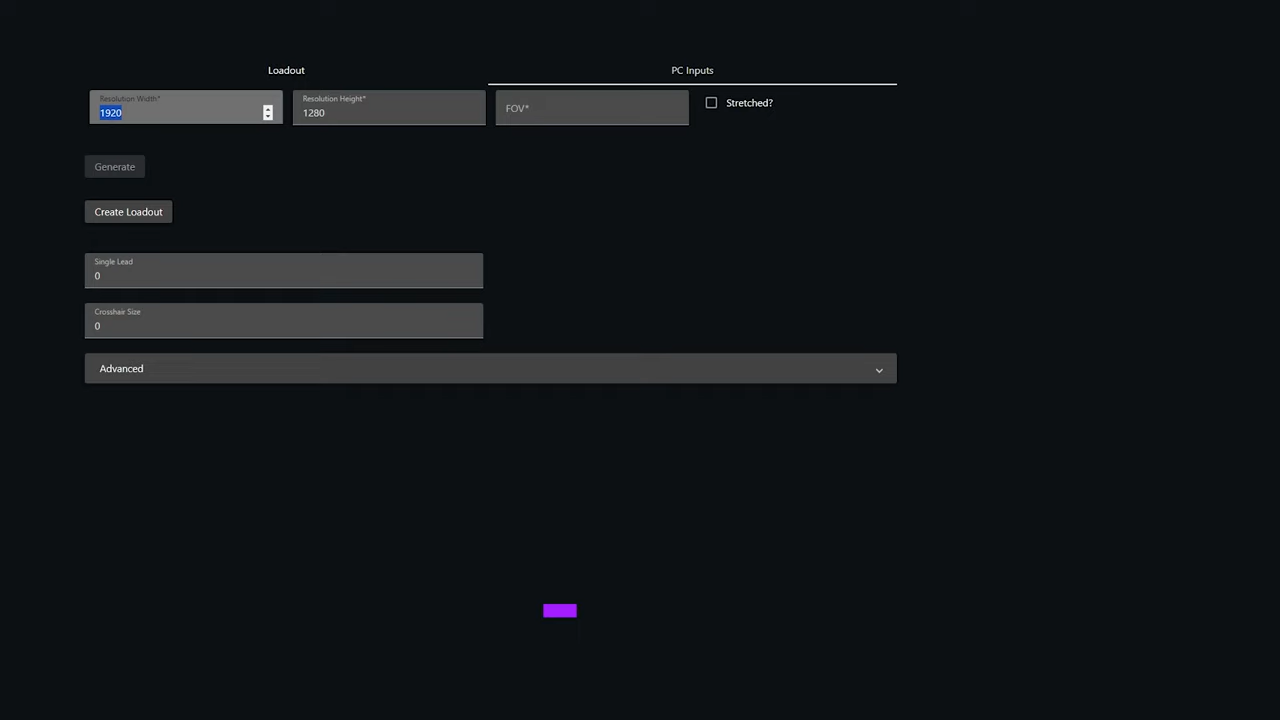 Loadout
PC Inputs
Resolution Width*
1920
Resolution Height*
1280
FOV*
Stretched?
Generate
Create Loadout
Single Lead
0
Crosshair Size
0
Advanced